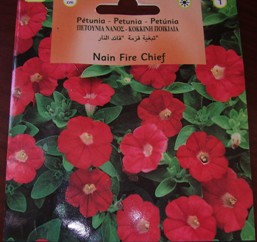 Pétunia - Petunia - Petúnia
ΠΕΤΟΥΝΙΑ ΝΑΝΟΣ - ΚΟΚΚΙΝΗ ΠΟΙΚΙΛΙΑ
Nain Fire Chief